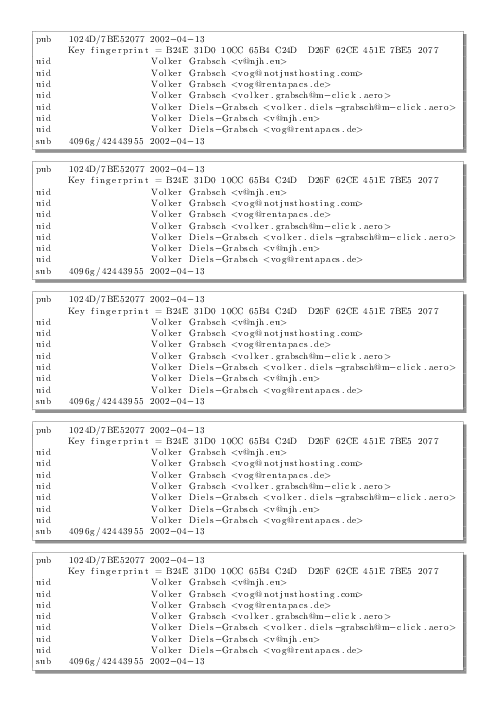 pub 1024D/7BE52077 2002-04-13
Key fingerprint = B24E 31D0 10CC 65B4 C24D D26F 62CE 451E 7BE5 2077
uid Volker Grabsch <v@njh.eu>
uid Volker Grabsch <vog@notjusthosting.com>
uid Volker Grabsch <vog@rentapacs.de>
uid Volker Grabsch <volker.grabsch@m-click.aero>
uid Volker Diels-Grabsch <volker.diels-grabsch@m-click.aero>
uid Volker Diels-Grabsch <v@njh.eu>
uid Volker Diels-Grabsch <vog@rentapacs.de>
sub 4096g/42443955 2002-04-13
pub 1024D/7BE52077 2002-04-13
Key fingerprint = B24E 31D0 10CC 65B4 C24D D26F 62CE 451E 7BE5 2077
uid Volker Grabsch <v@njh.eu>
uid Volker Grabsch <vog@notjusthosting.com>
uid Volker Grabsch <vog@rentapacs.de>
uid Volker Grabsch <volker.grabsch@m-click.aero>
uid Volker Diels-Grabsch <volker.diels-grabsch@m-click.aero>
uid Volker Diels-Grabsch <v@njh.eu>
uid Volker Diels-Grabsch <vog@rentapacs.de>
sub 4096g/42443955 2002-04-13
pub 1024D/7BE52077 2002-04-13
Key fingerprint = B24E 31D0 10CC 65B4 C24D D26F 62CE 451E 7BE5 2077
uid Volker Grabsch <v@njh.eu>
uid Volker Grabsch <vog@notjusthosting.com>
uid Volker Grabsch <vog@rentapacs.de>
uid Volker Grabsch <volker.grabsch@m-click.aero>
uid Volker Diels-Grabsch <volker.diels-grabsch@m-click.aero>
uid Volker Diels-Grabsch <v@njh.eu>
uid Volker Diels-Grabsch <vog@rentapacs.de>
sub 4096g/42443955 2002-04-13
pub 1024D/7BE52077 2002-04-13
Key fingerprint = B24E 31D0 10CC 65B4 C24D D26F 62CE 451E 7BE5 2077
uid Volker Grabsch <v@njh.eu>
uid Volker Grabsch <vog@notjusthosting.com>
uid Volker Grabsch <vog@rentapacs.de>
uid Volker Grabsch <volker.grabsch@m-click.aero>
uid Volker Diels-Grabsch <volker.diels-grabsch@m-click.aero>
uid Volker Diels-Grabsch <v@njh.eu>
uid Volker Diels-Grabsch <vog@rentapacs.de>
sub 4096g/42443955 2002-04-13
pub 1024D/7BE52077 2002-04-13
Key fingerprint = B24E 31D0 10CC 65B4 C24D D26F 62CE 451E 7BE5 2077
uid Volker Grabsch <v@njh.eu>
uid Volker Grabsch <vog@notjusthosting.com>
uid Volker Grabsch <vog@rentapacs.de>
uid Volker Grabsch <volker.grabsch@m-click.aero>
uid Volker Diels-Grabsch <volker.diels-grabsch@m-click.aero>
uid Volker Diels-Grabsch <v@njh.eu>
uid Volker Diels-Grabsch <vog@rentapacs.de>
sub 4096g/42443955 2002-04-13